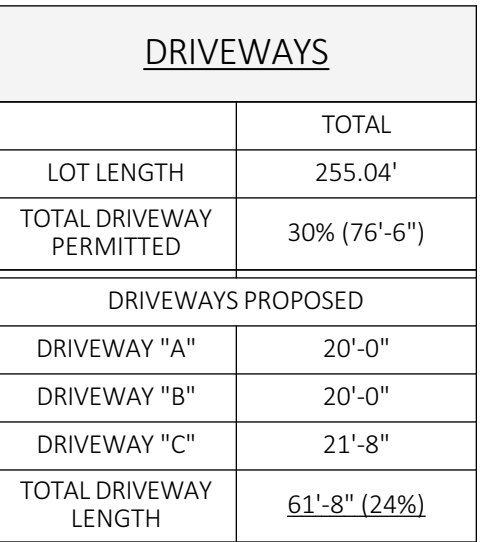 DRIVEWAYS
TOTAL
LOT LENGTH 255.04'
TOTAL DRIVEWAY
PERMITTED 30% (76'-6")
DRIVEWAYS PROPOSED
DRIVEWAY "A" 20'-0"
DRIVEWAY "B" 20'-0"
DRIVEWAY "C" 21'-8"
TOTAL DRIVEWAY
LENGTH 61'-8" (24%)